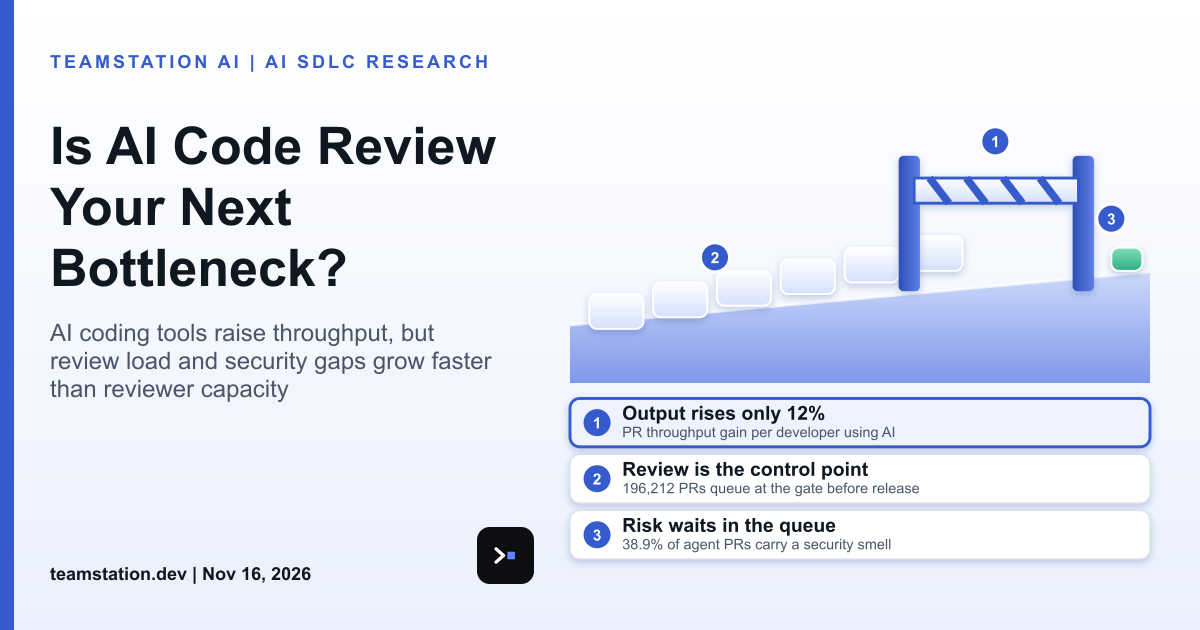 TEAMSTATION AI | AI SDLC RESEARCH
Is AI Code Review
Your Next
Bottleneck?
AI coding tools raise throughput, but
review load and security gaps grow faster
than reviewer capacity
teamstation.dev | Nov 16, 2026
1
2
3
1
Output rises only 12%
PR throughput gain per developer using AI
2
Review is the control point
196,212 PRs queue at the gate before release
3
Risk waits in the queue
38.9% of agent PRs carry a security smell